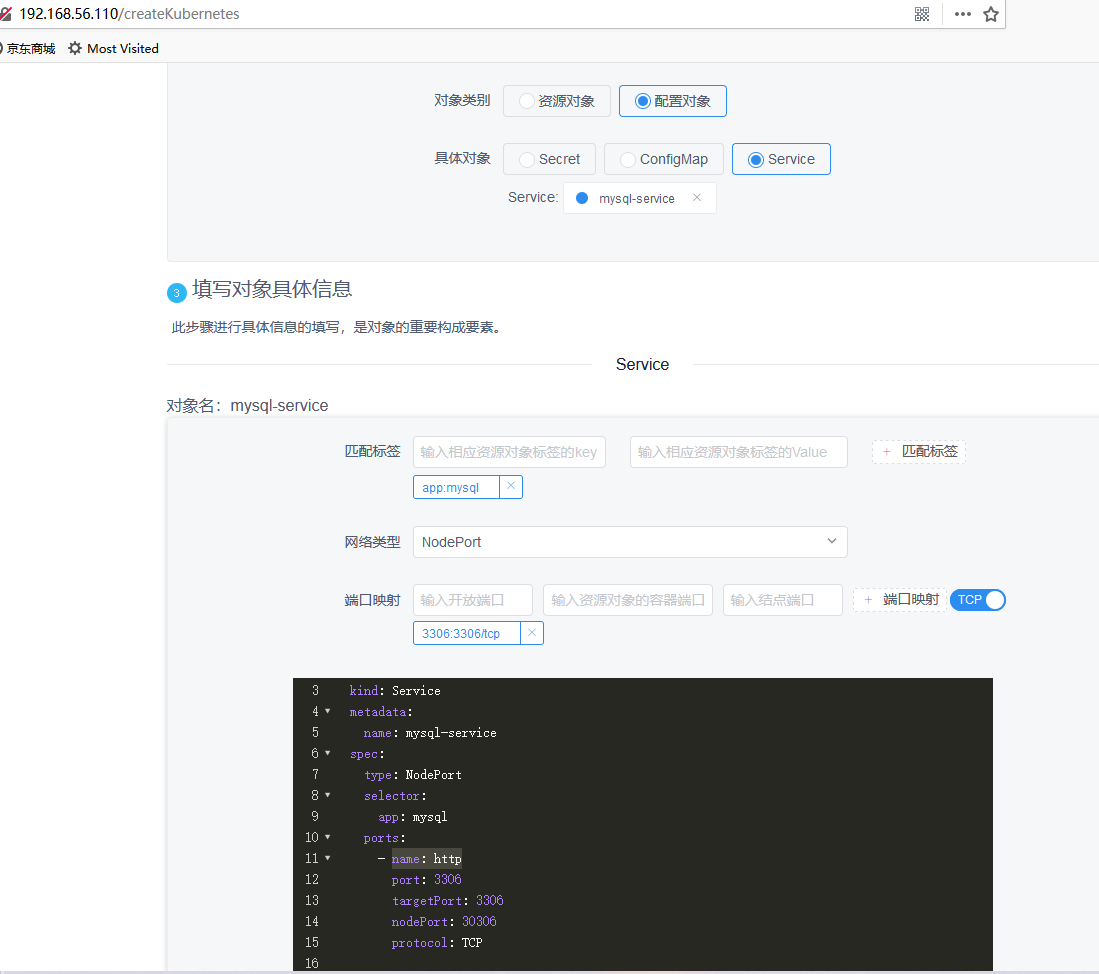 192.168.56.110/createKubernetes
京东商城 Most Visited
对象类别 资源对象 配置对象
具体对象 Secret ConfigMap Service
Service: mysql-service
3 填写对象具体信息
此步骤进行具体信息的填写，是对象的重要构成要素。
Service
对象名：mysql-service
匹配标签 输入相应资源对象标签的key 输入相应资源对象标签的Value + 匹配标签
app:mysql
网络类型 NodePort
端口映射 输入开放端口 输入资源对象的容器端口 输入结点端口 + 端口映射 TCP
3306:3306/tcp
3 kind: Service
4 metadata:
5 name: mysql-service
6 spec:
7 type: NodePort
8 selector:
9 app: mysql
10 ports:
11 - name: http
12 port: 3306
13 targetPort: 3306
14 nodePort: 30306
15 protocol: TCP
16